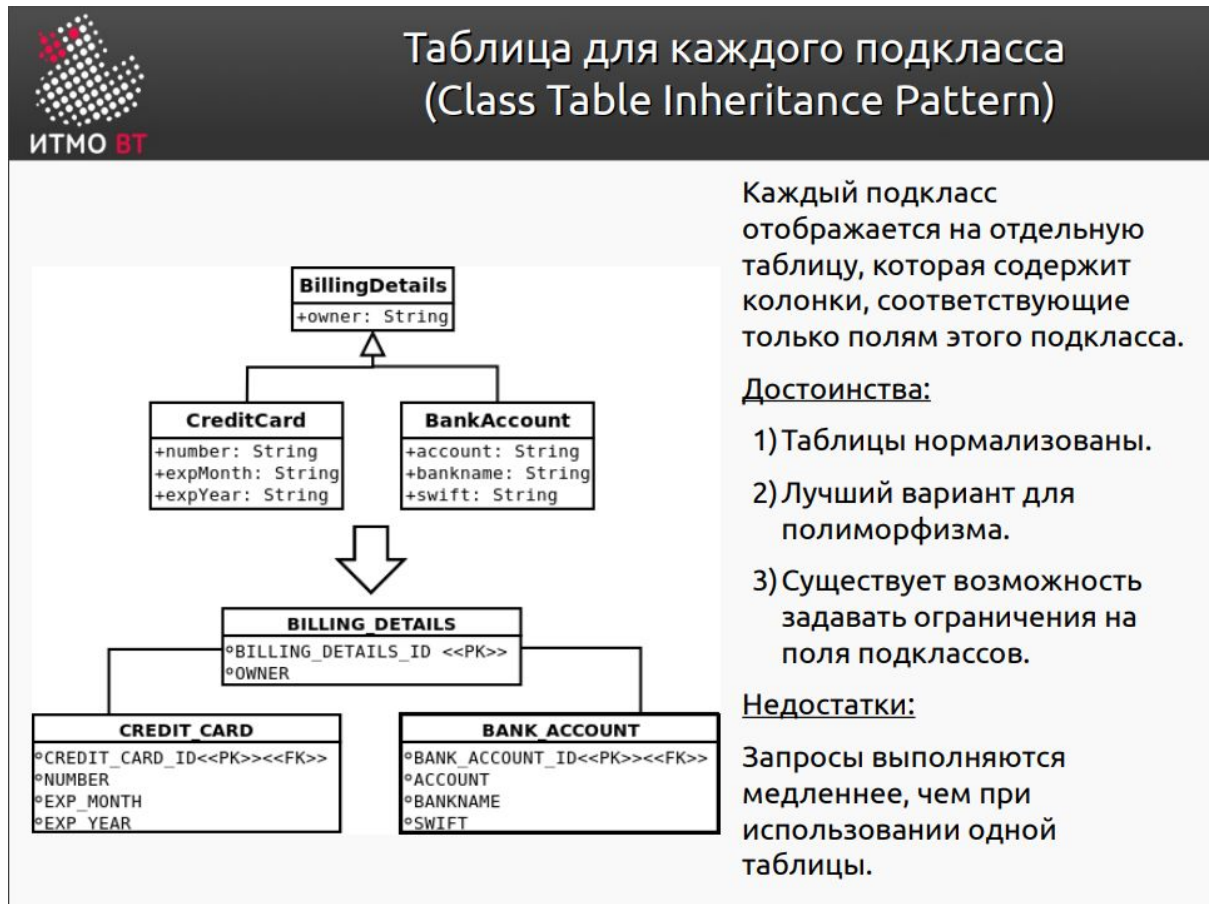 ИТМО ВТ
Таблица для каждого подкласса
(Class Table Inheritance Pattern)
BillingDetails
+owner: String
CreditCard
+number: String
+expMonth: String
+expYear: String
BankAccount
+account: String
+bankname: String
+swift: String
BILLING_DETAILS
BILLING_DETAILS_ID <<PK>>
OWNER
CREDIT_CARD
CREDIT_CARD_ID<<PK>><<FK>>
NUMBER
EXP_MONTH
EXP_YEAR
BANK_ACCOUNT
BANK_ACCOUNT_ID<<PK>><<FK>>
ACCOUNT
BANKNAME
SWIFT
Каждый подкласс
отображается на отдельную
таблицу, которая содержит
колонки, соответствующие
только полям этого подкласса.
Достоинства:
1) Таблицы нормализованы.
2) Лучший вариант для
полиморфизма.
3) Существует возможность
задавать ограничения на
поля подклассов.
Недостатки:
Запросы выполняются
медленнее, чем при
использовании одной
таблицы.